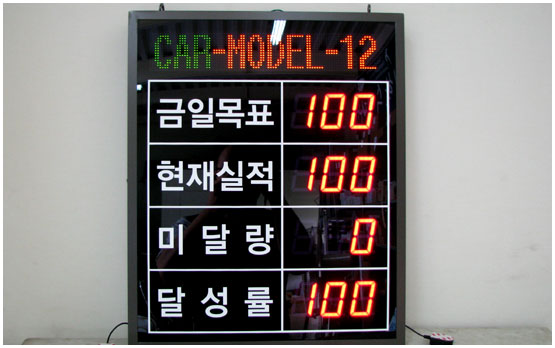 CAR-MODEL-12
금일목표 100
현재실적 100
미 달 량 0
달 성 률 100